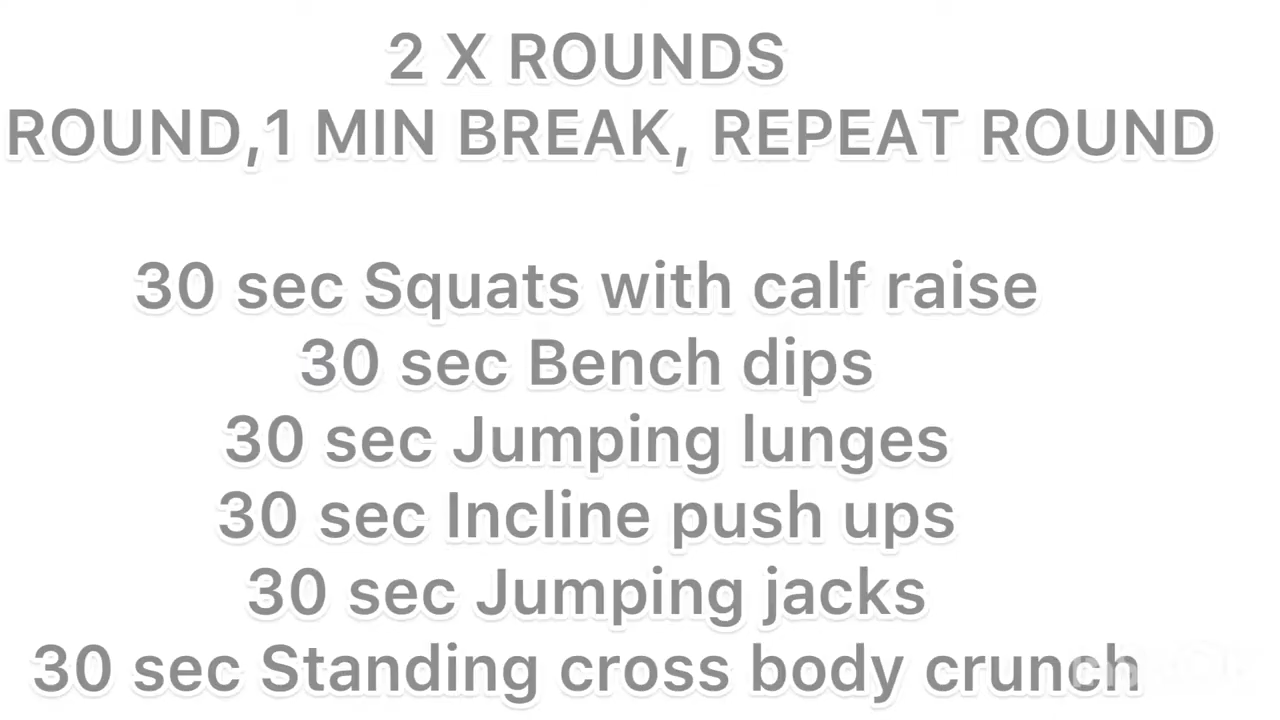 2 X ROUNDS
ROUND,1 MIN BREAK, REPEAT ROUND
30 sec Squats with calf raise
30 sec Bench dips
30 sec Jumping lunges
30 sec Incline push ups
30 sec Jumping jacks
30 sec Standing cross body crunch